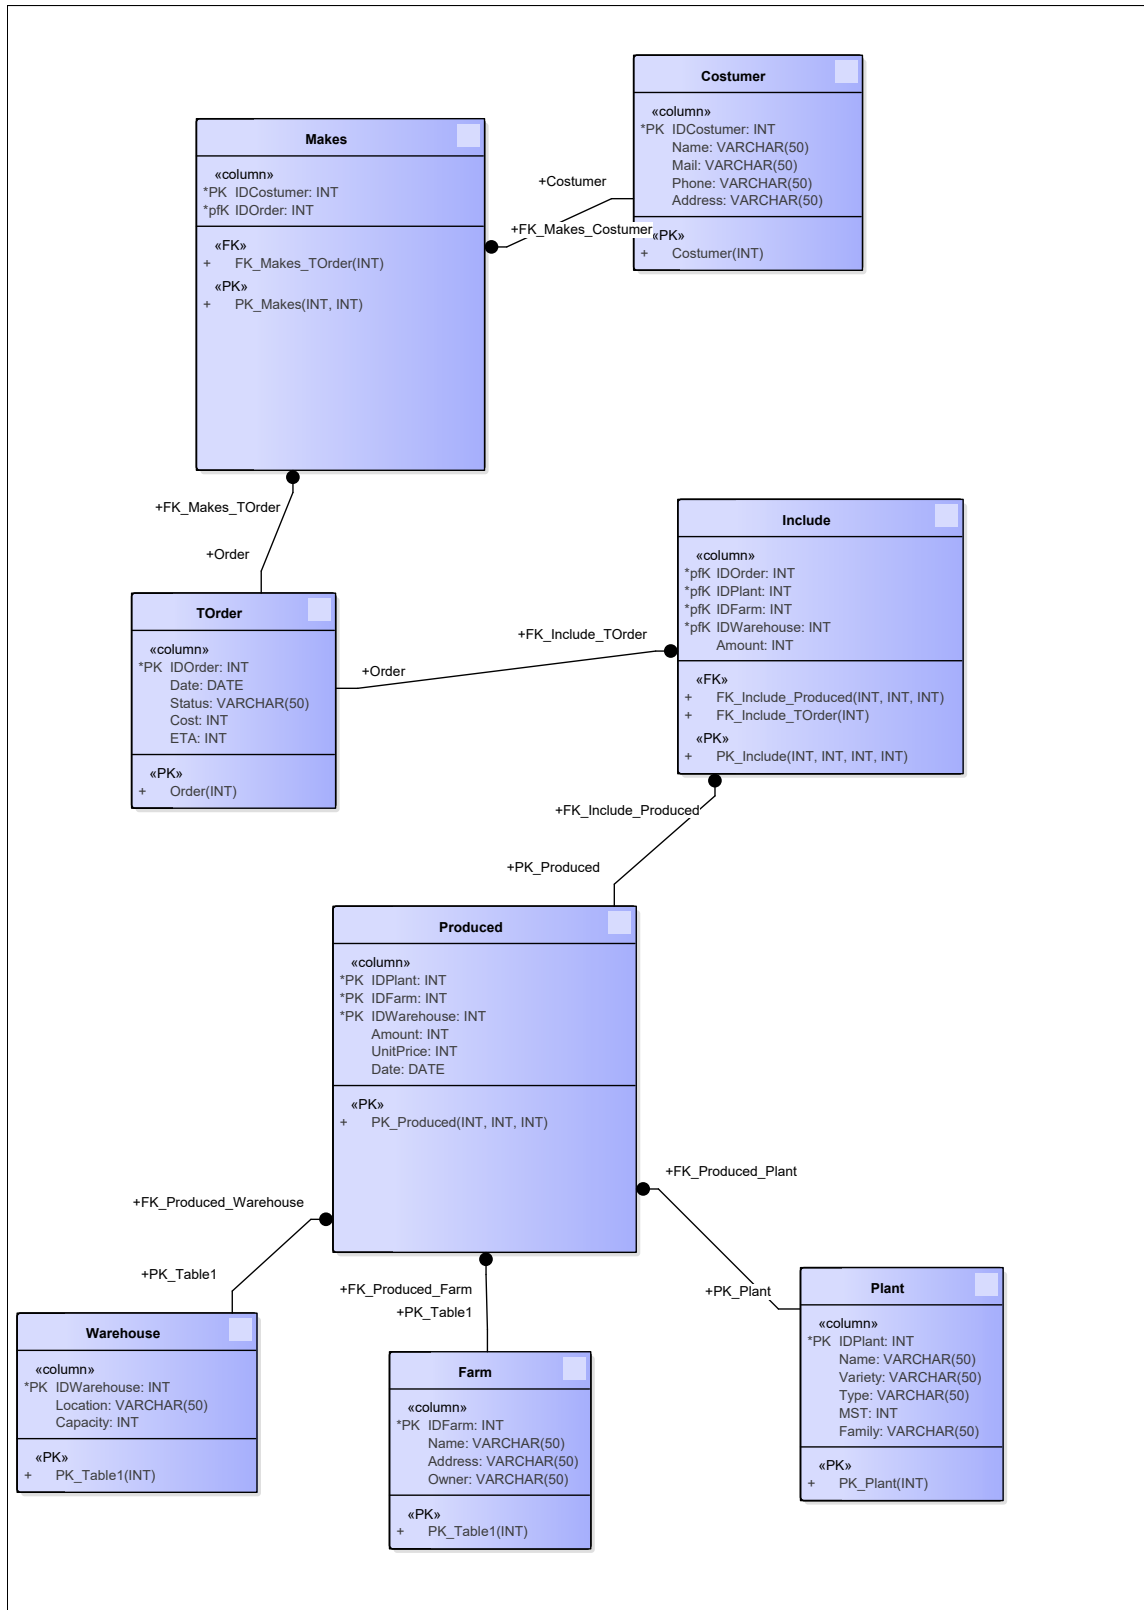 Costumer
«column»
*PK IDCostumer: INT
Name: VARCHAR(50)
Mail: VARCHAR(50)
Phone: VARCHAR(50)
Address: VARCHAR(50)
«PK»
+ Costumer(INT)
Makes
«column»
*PK IDCostumer: INT
*pfK IDOrder: INT
«FK»
+ FK_Makes_TOrder(INT)
«PK»
+ PK_Makes(INT, INT)
+Costumer
+FK_Makes_Costumer
+FK_Makes_TOrder
+Order
TOrder
«column»
*PK IDOrder: INT
Date: DATE
Status: VARCHAR(50)
Cost: INT
ETA: INT
«PK»
+ Order(INT)
+FK_Include_TOrder
+Order
Include
«column»
*pfK IDOrder: INT
*pfK IDPlant: INT
*pfK IDFarm: INT
*pfK IDWarehouse: INT
Amount: INT
«FK»
+ FK_Include_Produced(INT, INT, INT)
+ FK_Include_TOrder(INT)
«PK»
+ PK_Include(INT, INT, INT, INT)
+FK_Include_Produced
+PK_Produced
Produced
«column»
*PK IDPlant: INT
*PK IDFarm: INT
*PK IDWarehouse: INT
Amount: INT
UnitPrice: INT
Date: DATE
«PK»
+ PK_Produced(INT, INT, INT)
+FK_Produced_Plant
+PK_Plant
+FK_Produced_Warehouse
+PK_Table1
+FK_Produced_Farm
+PK_Table1
Warehouse
«column»
*PK IDWarehouse: INT
Location: VARCHAR(50)
Capacity: INT
«PK»
+ PK_Table1(INT)
Farm
«column»
*PK IDFarm: INT
Name: VARCHAR(50)
Address: VARCHAR(50)
Owner: VARCHAR(50)
«PK»
+ PK_Table1(INT)
Plant
«column»
*PK IDPlant: INT
Name: VARCHAR(50)
Variety: VARCHAR(50)
Type: VARCHAR(50)
MST: INT
Family: VARCHAR(50)
«PK»
+ PK_Plant(INT)